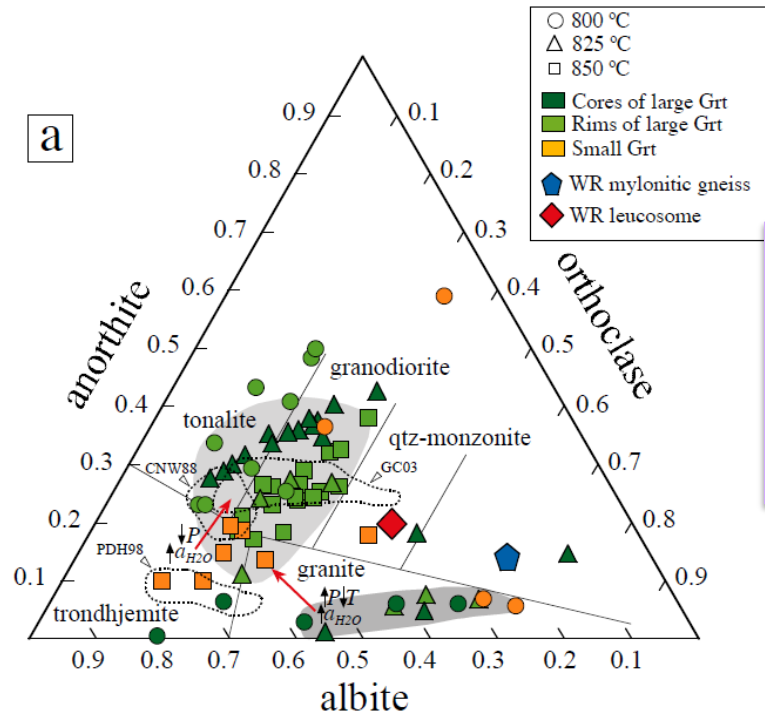 a
800 ºC
825 ºC
850 ºC
Cores of large Grt
Rims of large Grt
Small Grt
WR mylonitic gneiss
WR leucosome
0.9
0.8
0.7
0.6
0.5
0.4
0.3
0.2
0.1
anorthite
0.1
0.2
0.3
0.4
0.5
0.6
0.7
0.8
0.9
orthoclase
granodiorite
tonalite
qtz-monzonite
CNW88
GC03
P
aH2O
PDH98
granite
trondhjemite
P T
aH2O
0.9 0.8 0.7 0.6 0.5 0.4 0.3 0.2 0.1
albite